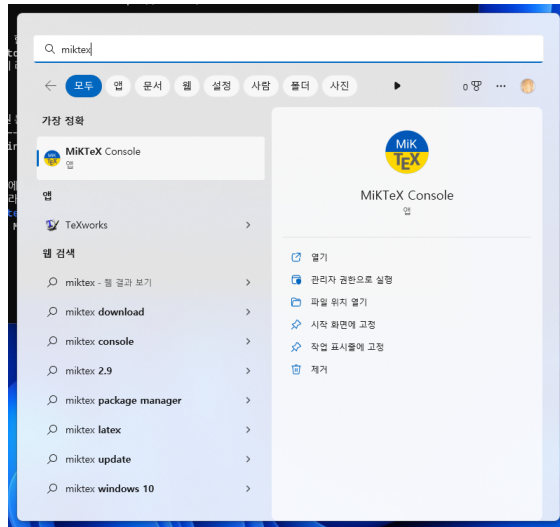 miktex
모두 앱 문서 웹 설정 사람 폴더 사진 0
가장 정확
MiKTeX Console
앱
앱
TeXworks
웹 검색
miktex - 웹 결과 보기
miktex download
miktex console
miktex 2.9
miktex package manager
miktex latex
miktex update
miktex windows 10
MiK
TEX
MiKTeX Console
앱
열기
관리자 권한으로 실행
파일 위치 열기
시작 화면에 고정
작업 표시줄에 고정
제거